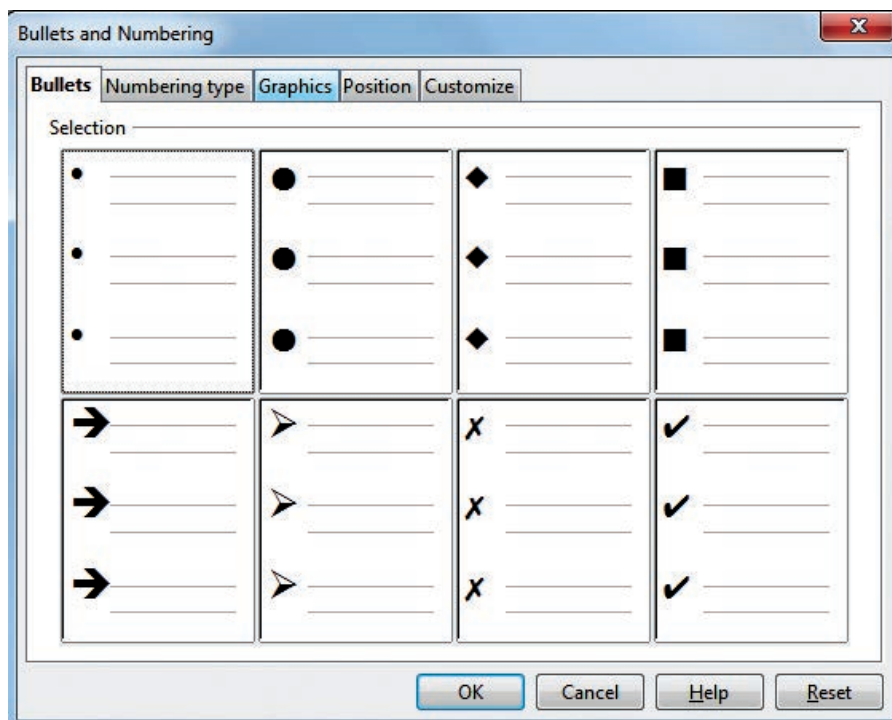 Bullets and Numbering
Bullets Numbering type Graphics Position Customize
Selection
OK Cancel Help Reset